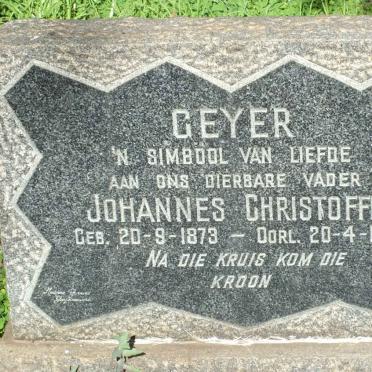 GEYER
'N SIMBOOL VAN LIEFDE
AAN ONS DIERBARE VADER
JOHANNES CHRISTOFF
GEB. 20-9-1873 — OORL. 20-4-1
NA DIE KRUIS KOM DIE
KROON